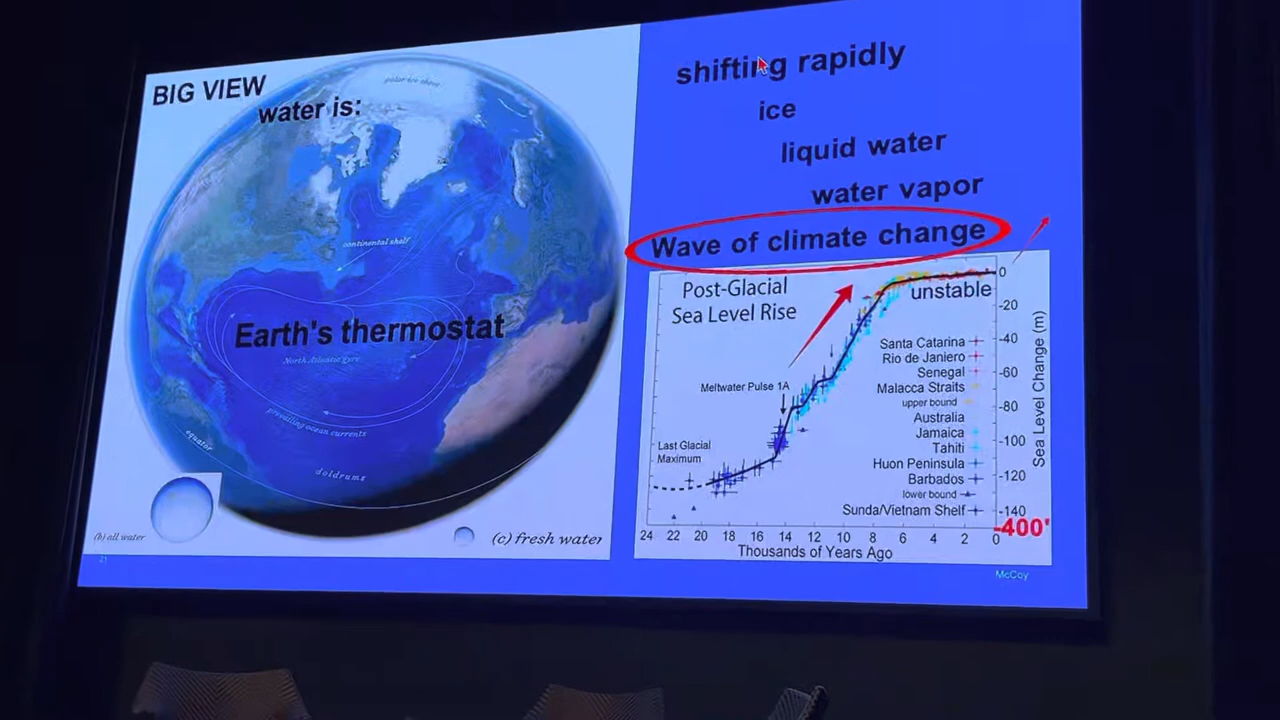 BIG VIEW
water is:
polar ice shove
continental shelf
Earth's thermostat
North Atlantic gyre
prevailing ocean currents
equator
doldrums
(b) all water
(c) fresh water
21
shifting rapidly
ice
liquid water
water vapor
Wave of climate change
Post-Glacial
Sea Level Rise
unstable
Meltwater Pulse 1A
Last Glacial
Maximum
Santa Catarina
Rio de Janiero
Senegal
Malacca Straits
upper bound
Australia
Jamaica
Tahiti
Huon Peninsula
Barbados
lower bound
Sunda/Vietnam Shelf
0
-20
-40
-60
-80
-100
-120
-140
Sea Level Change (m)
-400'
24 22 20 18 16 14 12 10 8 6 4 2 0
Thousands of Years Ago
McCoy